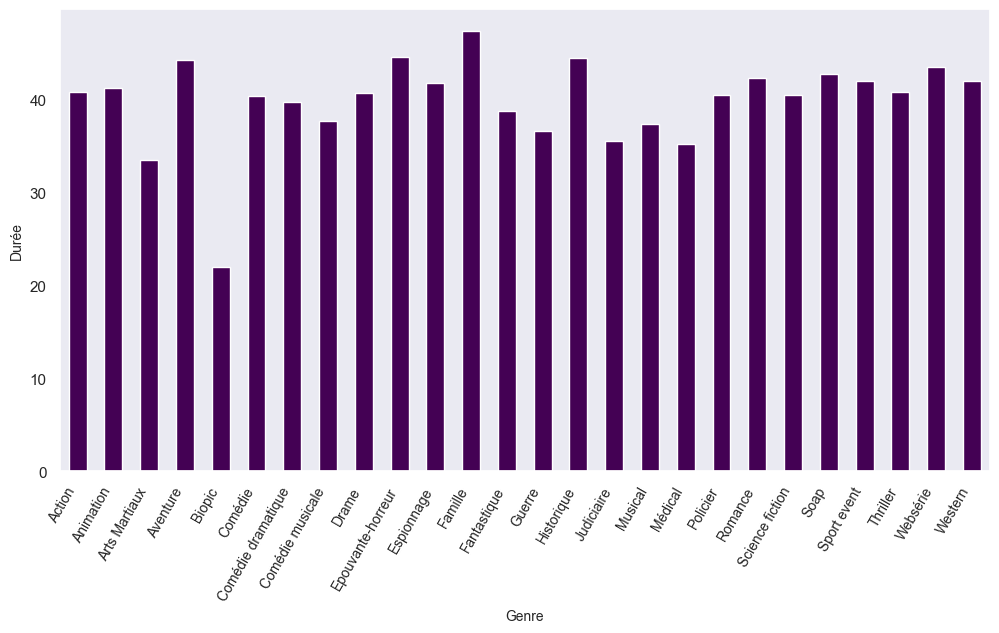 40
30
20
10
0
Durée
Action
Animation
Arts Martiaux
Aventure
Biopic
Comédie
Comédie dramatique
Comédie musicale
Drame
Epouvante-horreur
Espionnage
Famille
Fantastique
Guerre
Historique
Judiciaire
Musical
Médical
Policier
Romance
Science fiction
Soap
Sport event
Thriller
Websérie
Western
Genre